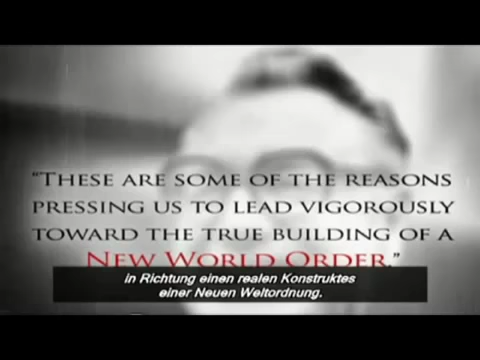 “THESE ARE SOME OF THE REASONS
PRESSING US TO LEAD VIGOROUSLY
TOWARD THE TRUE BUILDING OF A
NEW WORLD ORDER.”
in Richtung einen realen Konstruktes
einer Neuen Weltordnung.